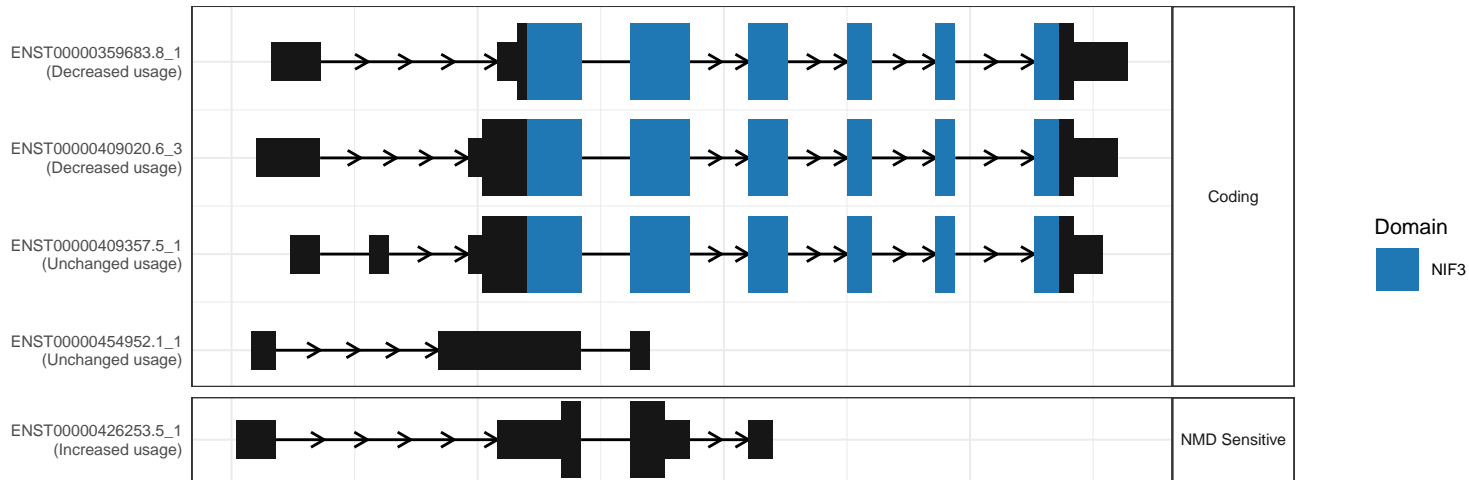 ENST00000359683.8_1
(Decreased usage)
ENST00000409020.6_3
(Decreased usage)
ENST00000409357.5_1
(Unchanged usage)
ENST00000454952.1_1
(Unchanged usage)
ENST00000426253.5_1
(Increased usage)
Coding
NMD Sensitive
Domain
NIF3